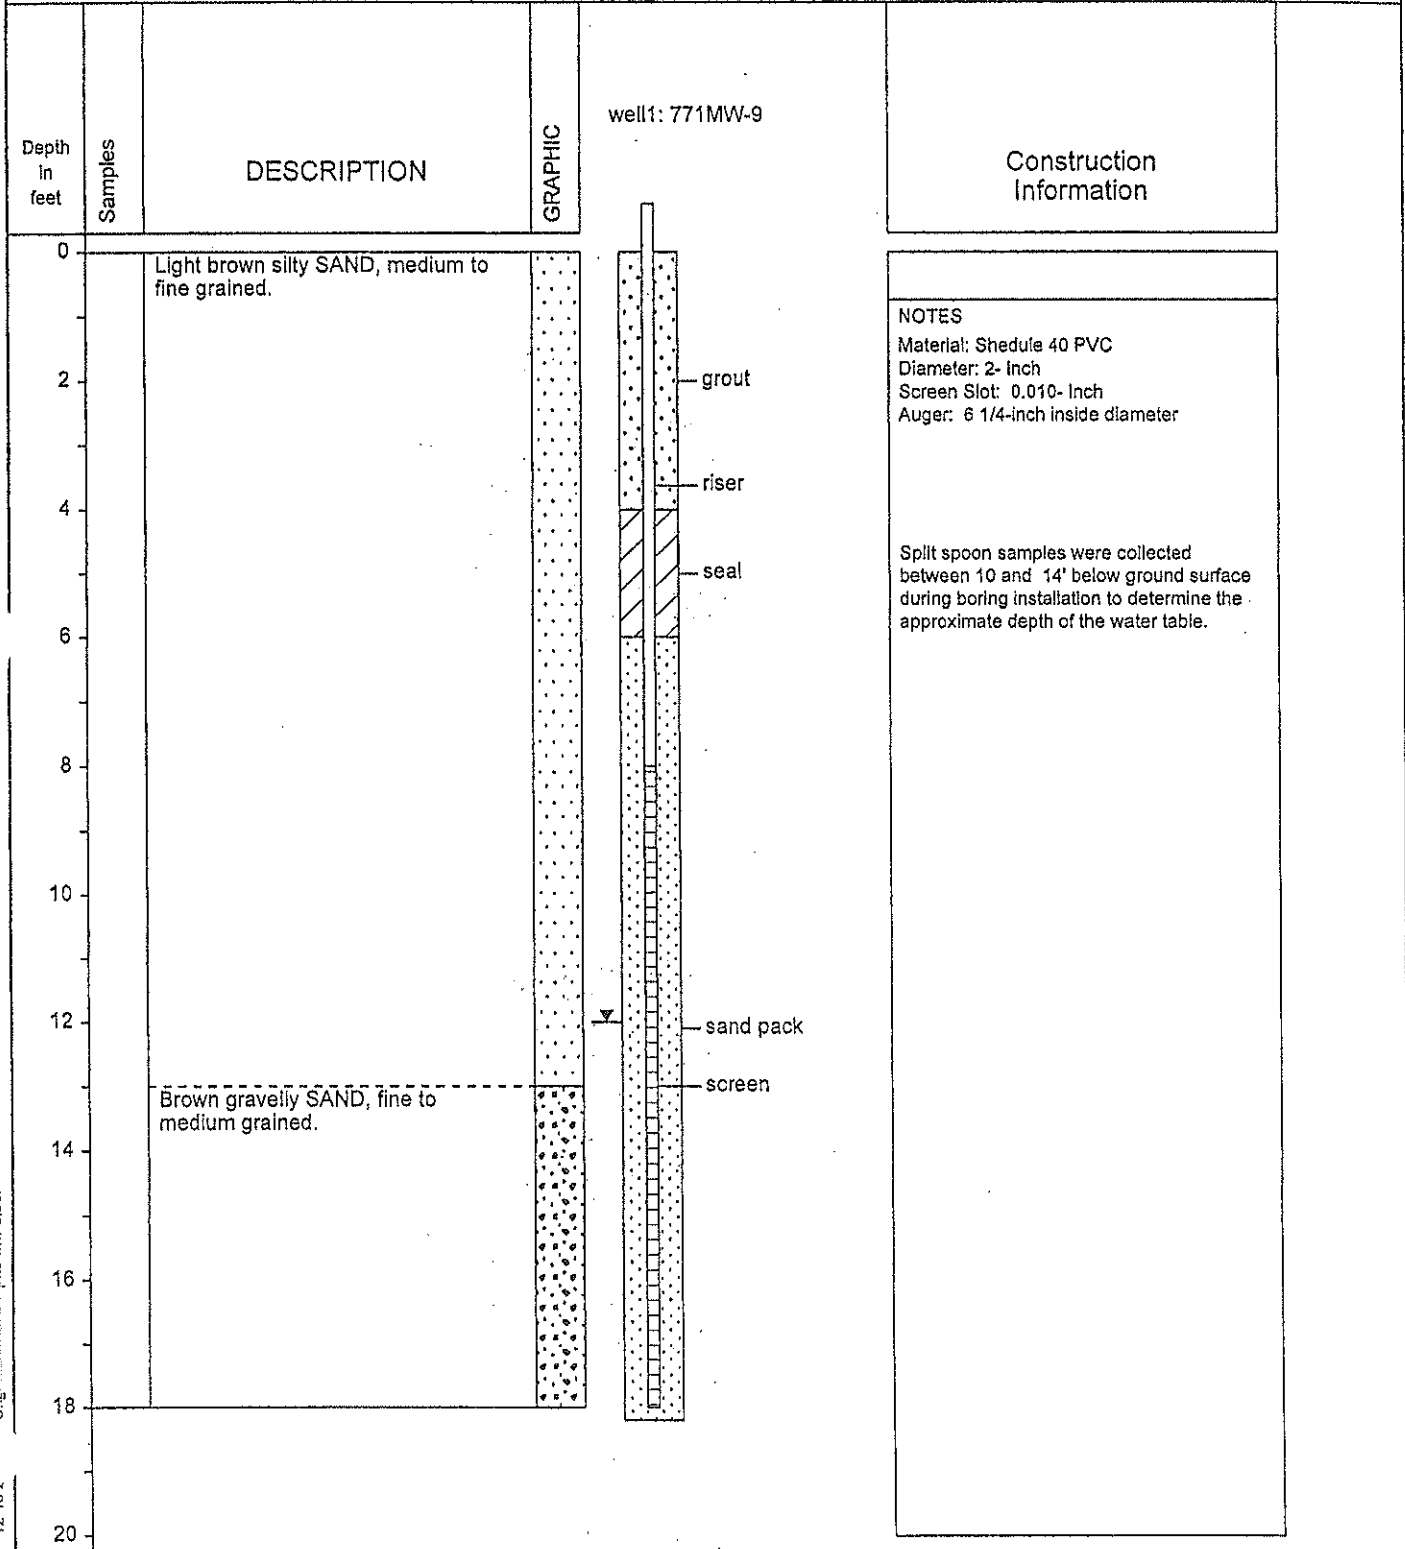 Depth
in
feet
Samples
DESCRIPTION
GRAPHIC
well1: 771MW-9
Construction
Information
0
Light brown silty SAND, medium to
fine grained.
2
4
6
8
10
12
14
16
18
20
Brown gravelly SAND, fine to
medium grained.
grout
riser
seal
sand pack
screen
NOTES
Material: Shedule 40 PVC
Diameter: 2- inch
Screen Slot: 0.010- Inch
Auger: 6 1/4-inch inside diameter
Split spoon samples were collected
between 10 and 14' below ground surface
during boring installation to determine the
approximate depth of the water table.